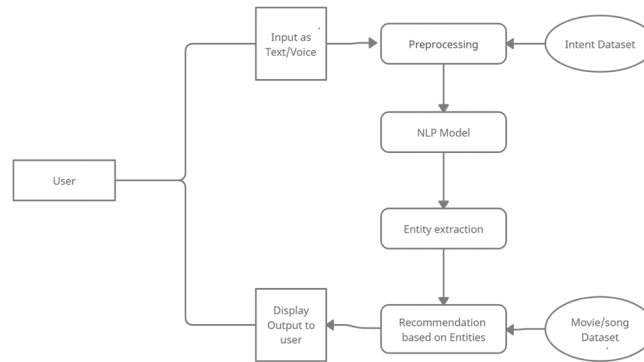 Input as
Text/Voice
Preprocessing
Intent Dataset
NLP Model
User
Entity extraction
Display
Output to
user
Recommendation
based on Entities
Movie/song
Dataset